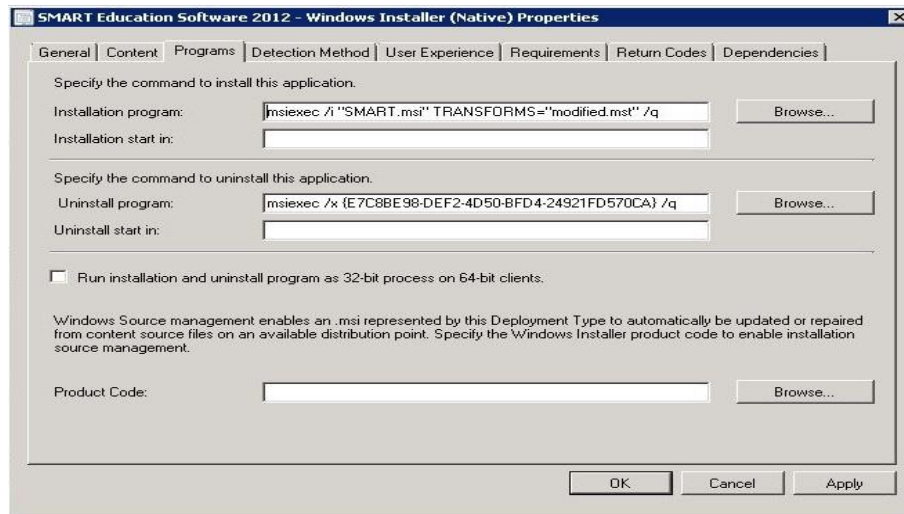 SMART Education Software 2012 - Windows Installer (Native) Properties
General Content Programs Detection Method User Experience Requirements Return Codes Dependencies
Specify the command to install this application.
Installation program: msiexec /i "SMART.msi" TRANSFORMS="modified.mst" /q Browse...
Installation start in:
Specify the command to uninstall this application.
Uninstall program: msiexec /x {E7C8BE98-DEF2-4D50-BFD4-24921FD570CA} /q Browse...
Uninstall start in:
Run installation and uninstall program as 32-bit process on 64-bit clients.
Windows Source management enables an .msi represented by this Deployment Type to automatically be updated or repaired
from content source files on an available distribution point. Specify the Windows Installer product code to enable installation
source management.
Product Code: Browse...
OK Cancel Apply